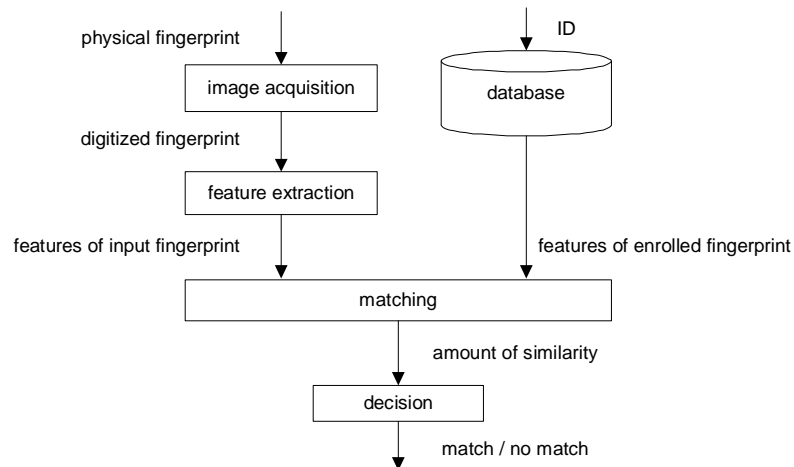 physical fingerprint
ID
image acquisition
database
digitized fingerprint
feature extraction
features of input fingerprint
features of enrolled fingerprint
matching
amount of similarity
decision
match / no match